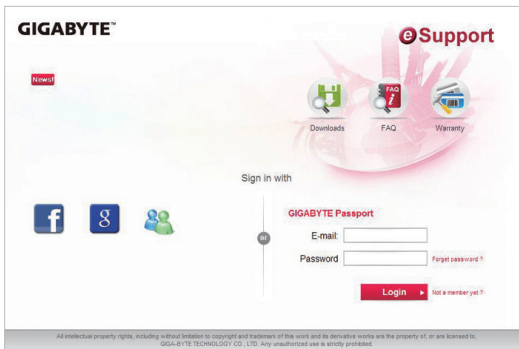 GIGABYTE™
eSupport
News!
FAQ
Downloads
FAQ
Warranty
Sign in with
or
GIGABYTE Passport
E-mail:
Password
Forget password ?
Login
Not a member yet ?
All intellectual property rights, including without limitation to copyright and trademark of this work and its derivative works are the property of, or are licensed to,
GIGA-BYTE TECHNOLOGY CO., LTD. Any unauthorized use is strictly prohibited.